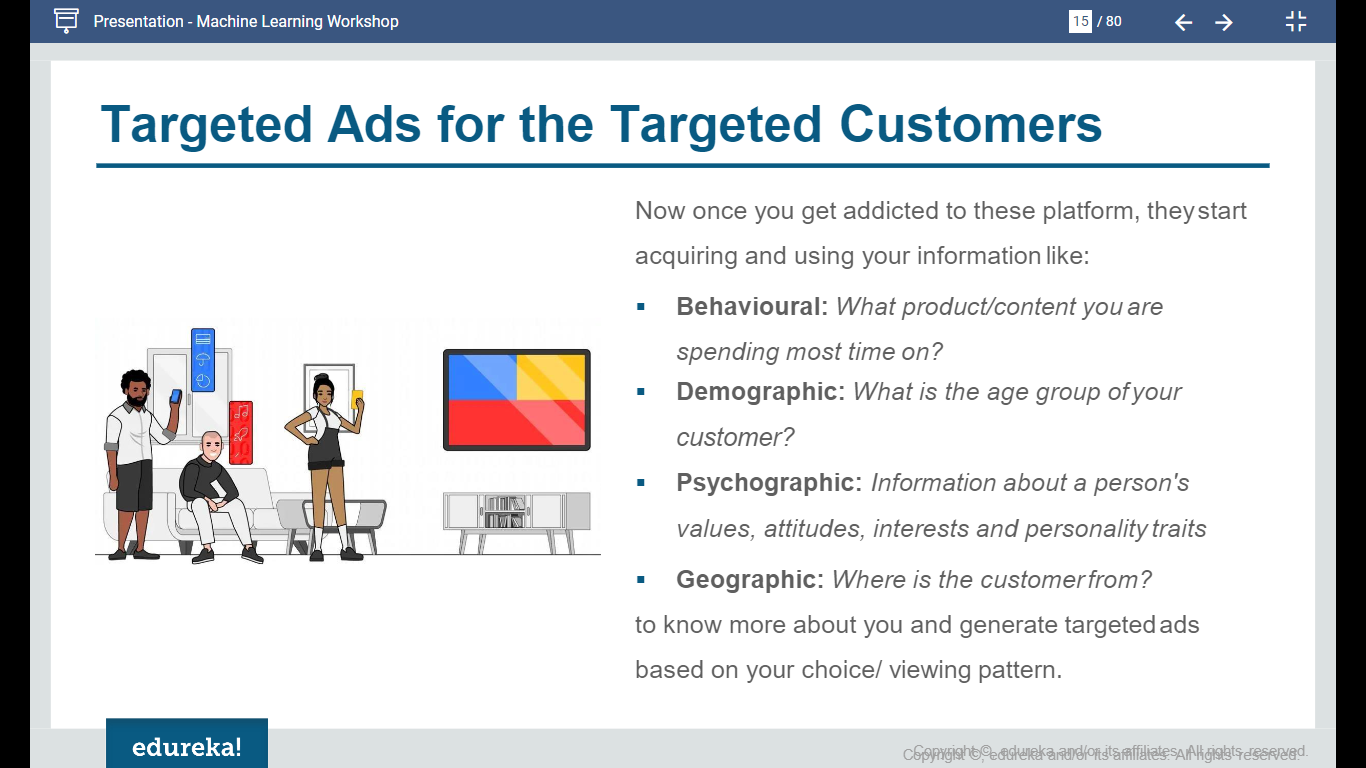 Presentation - Machine Learning Workshop
15 / 80
Targeted Ads for the Targeted Customers
Now once you get addicted to these platform, they start
acquiring and using your information like:
▪ Behavioural: What product/content you are
spending most time on?
▪ Demographic: What is the age group of your
customer?
▪ Psychographic: Information about a person's
values, attitudes, interests and personality traits
▪ Geographic: Where is the customer from?
to know more about you and generate targeted ads
based on your choice/ viewing pattern.
edureka!
Copyright ©, edureka and/or its affiliates. All rights reserved.
Copyright ©, edureka and/or its affiliates. All rights reserved.